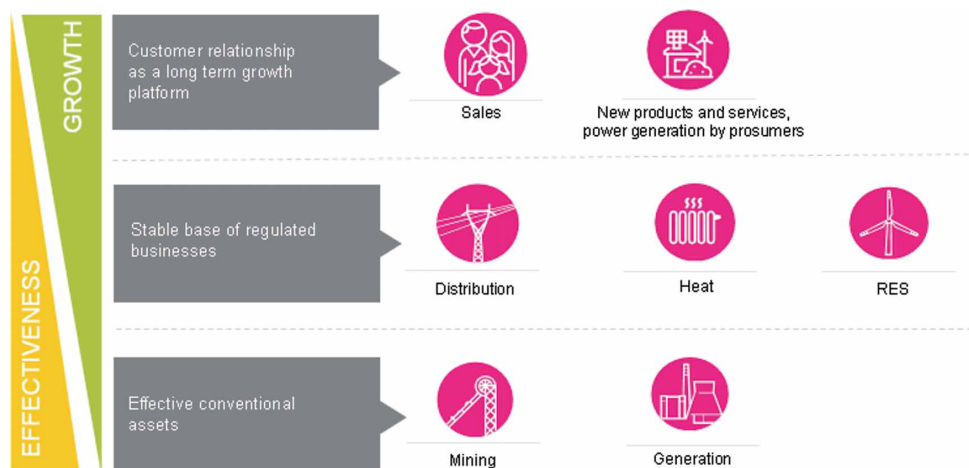 GROWTH
EFFECTIVENESS
Customer relationship
as a long term growth
platform
Sales
New products and services,
power generation by prosumers
Stable base of regulated
businesses
Distribution
Heat
RES
Effective conventional
assets
Mining
Generation